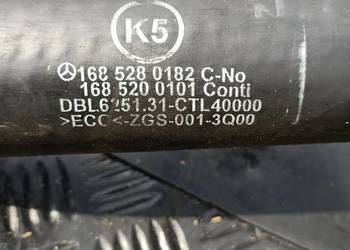 K5
168 528 0182 C-No
168 520 0101 Conti
DBL6251.31-CTL40000
>ECO<-ZGS-001-3Q00